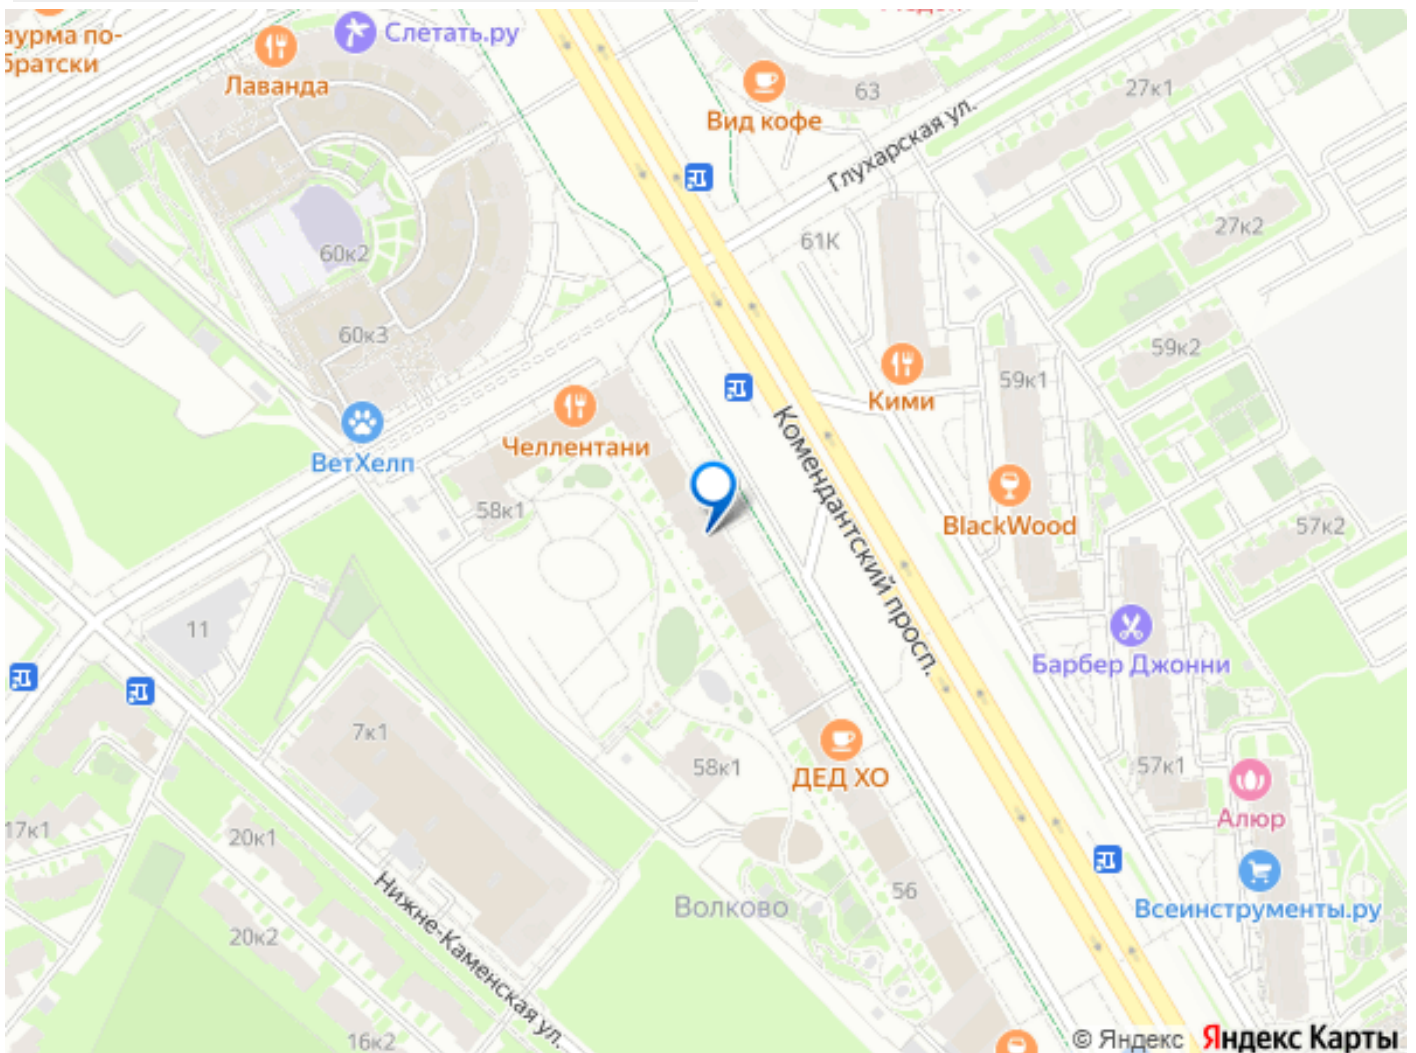 аурма по-
братски
Слетать.ру
Лаванда
63
27к1
Вид кофе
Глухарская ул.
27к2
61К
60к2
60к3
59к2
59к1
Кими
Челлентани
Комендантский просп.
ВетХелп
58к1
BlackWood
57к2
11
Барбер Джонни
7к1
58к1
ДЕД ХО
57к1
Алюр
17к1
20к1
56
Волково
Всеинструменты.ру
20к2
Нижне-Каменская ул.
16к2
© Яндекс Яндекс Карты